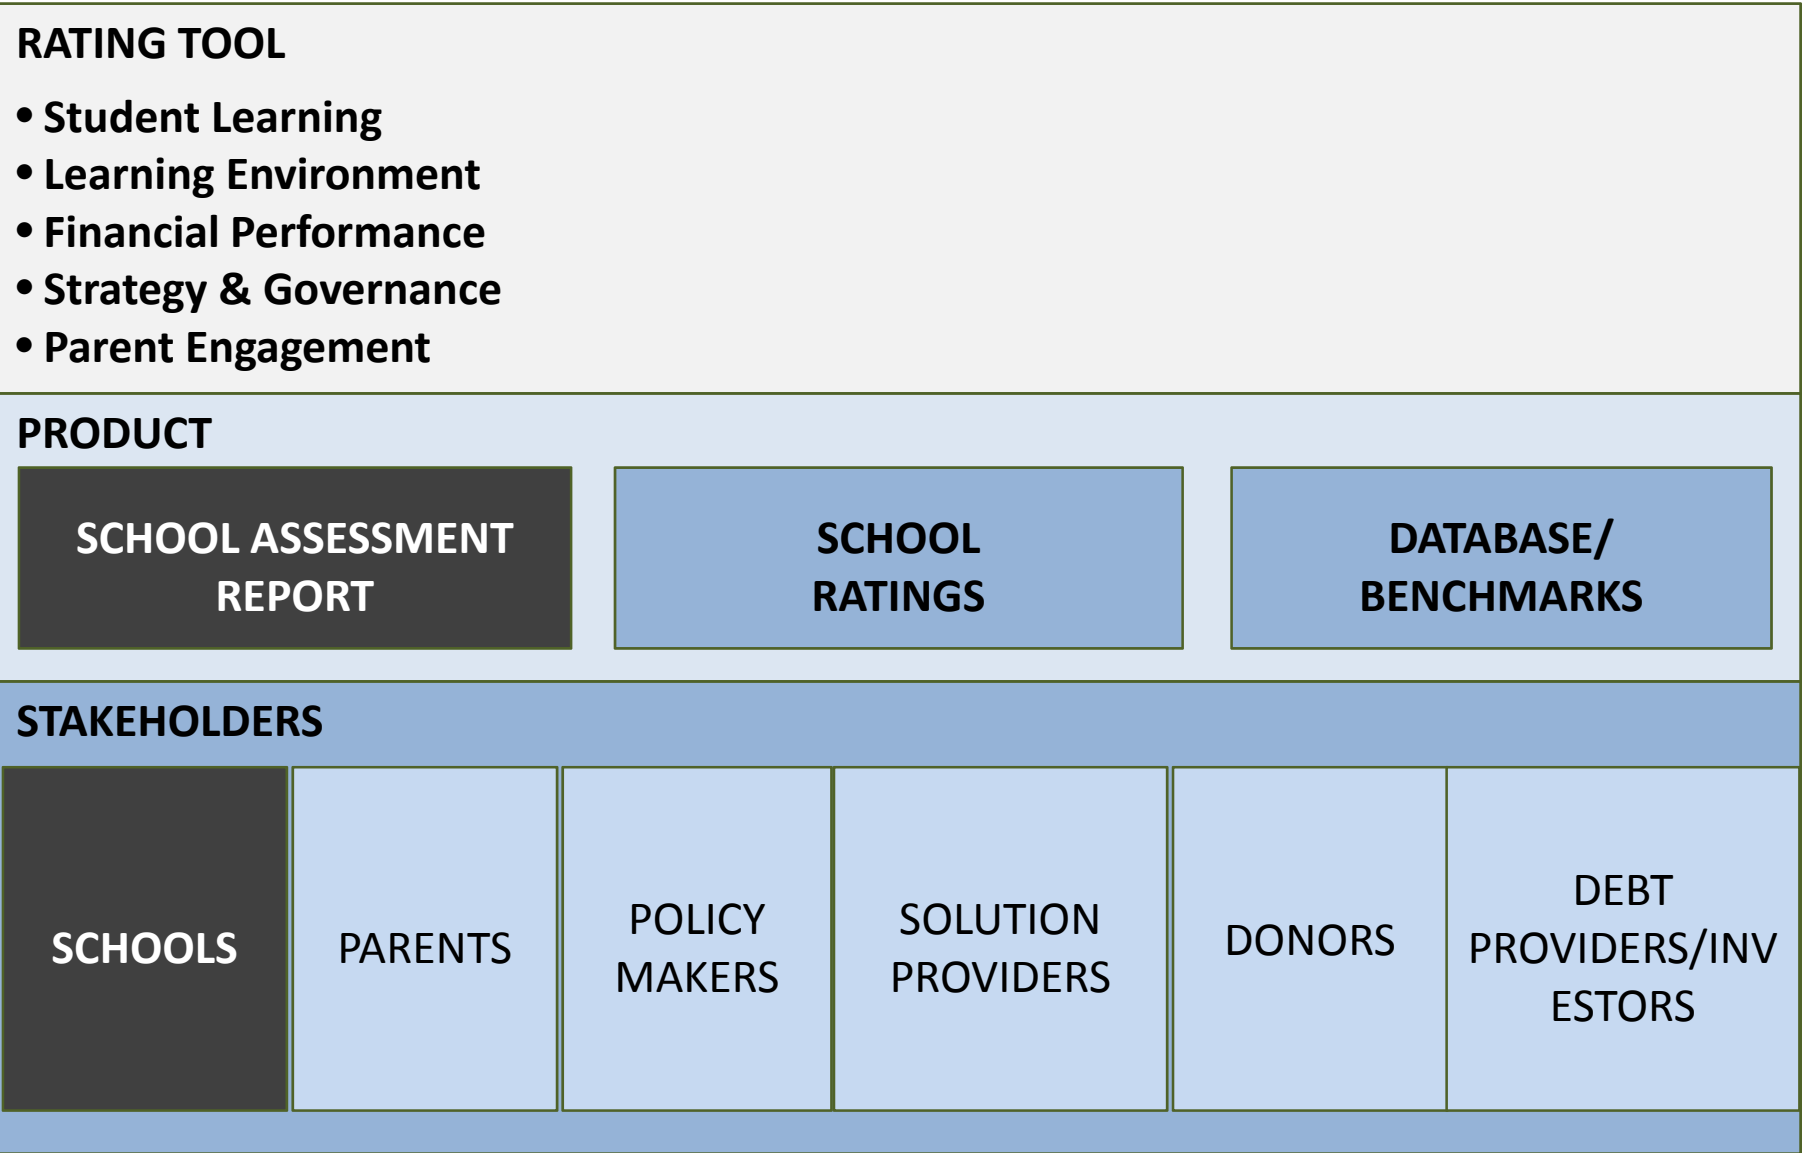 RATING TOOL
• Student Learning
• Learning Environment
• Financial Performance
• Strategy & Governance
• Parent Engagement
PRODUCT
SCHOOL ASSESSMENT
REPORT
SCHOOL
RATINGS
DATABASE/
BENCHMARKS
STAKEHOLDERS
SCHOOLS
PARENTS
POLICY
MAKERS
SOLUTION
PROVIDERS
DONORS
DEBT
PROVIDERS/INV
ESTORS